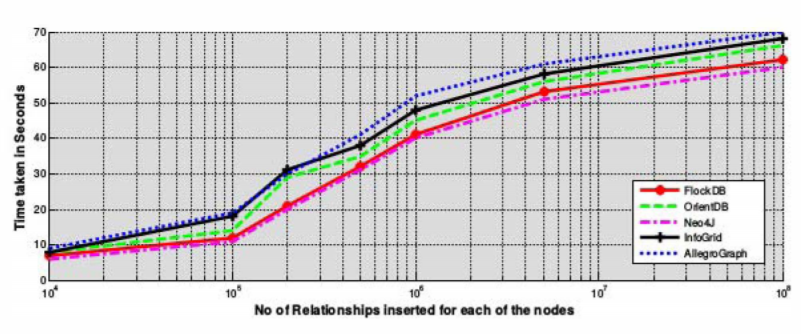 70
60
50
40
30
20
10
0
Time taken in Seconds
10^4 10^5 10^6 10^7 10^8
No of Relationships inserted for each of the nodes
FlockDB
OrientDB
Neo4J
InfoGrid
AllegroGraph